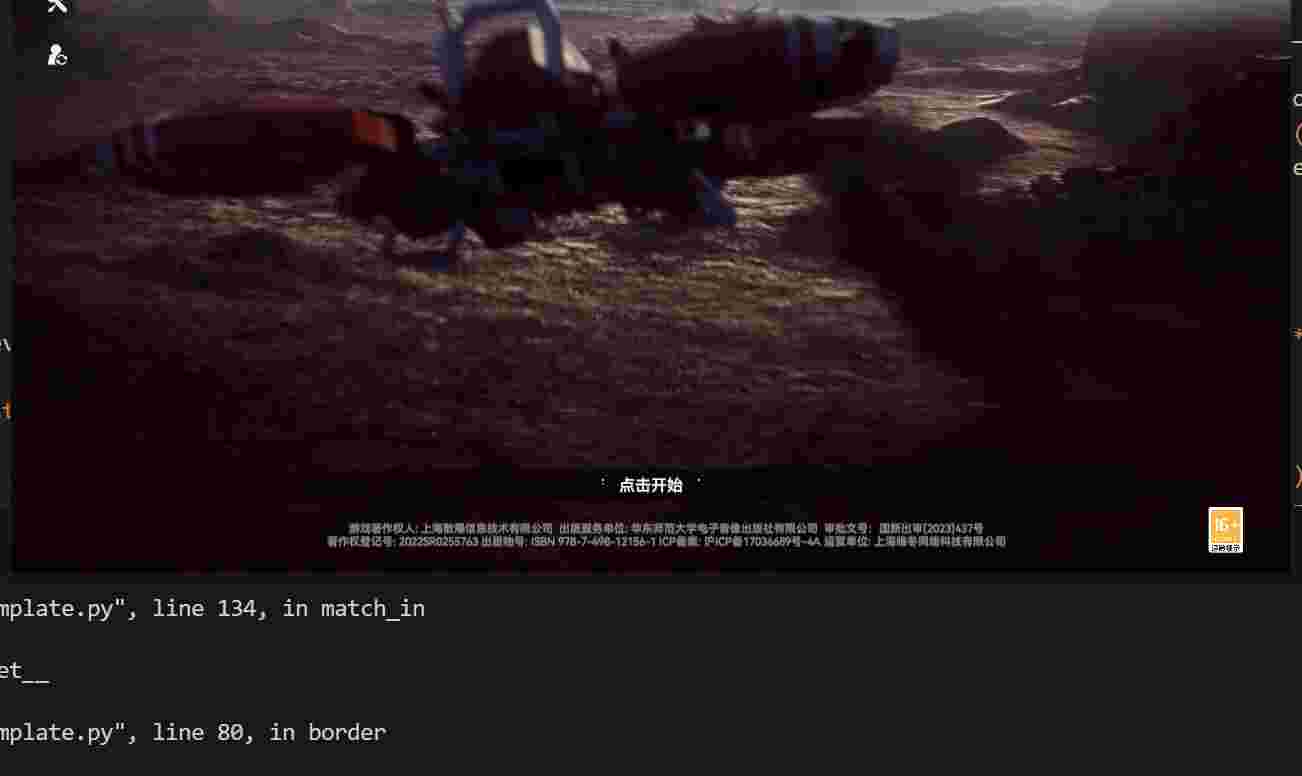 点击开始
游戏著作权人: 上海散爆信息技术有限公司 出版服务单位: 华东师范大学电子音像出版社有限公司 审批文号: 国新出审[2023]437号
著作权登记号: 2022SR0255763 出版物号: ISBN 978-7-498-12156-1 ICP备案: 沪ICP备17036689号-4A 运营单位: 上海暗冬网络科技有限公司
16+
mplate.py", line 134, in match_in
et__
mplate.py", line 80, in border